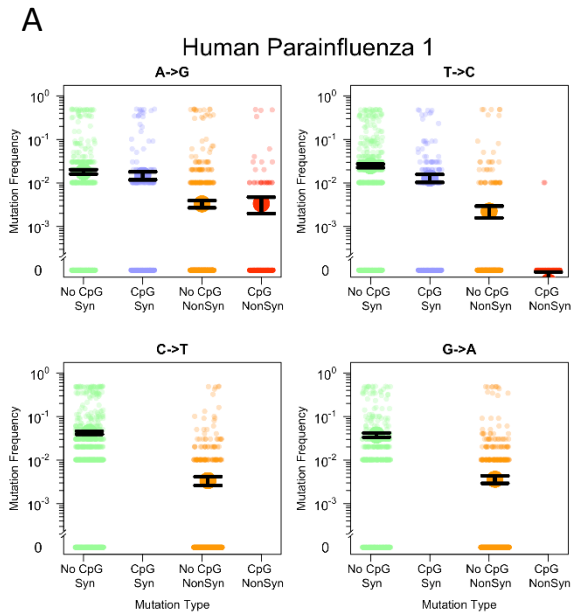 A
Human Parainfluenza 1
A->G
Mutation Frequency
10⁰
10⁻¹
10⁻²
10⁻³
0
No CpG Syn
CpG Syn
No CpG NonSyn
CpG NonSyn
T->C
Mutation Frequency
10⁰
10⁻¹
10⁻²
10⁻³
0
No CpG Syn
CpG Syn
No CpG NonSyn
CpG NonSyn
C->T
Mutation Frequency
10⁰
10⁻¹
10⁻²
10⁻³
0
No CpG Syn
CpG Syn
No CpG NonSyn
CpG NonSyn
Mutation Type
G->A
Mutation Frequency
10⁰
10⁻¹
10⁻²
10⁻³
0
No CpG Syn
CpG Syn
No CpG NonSyn
CpG NonSyn
Mutation Type